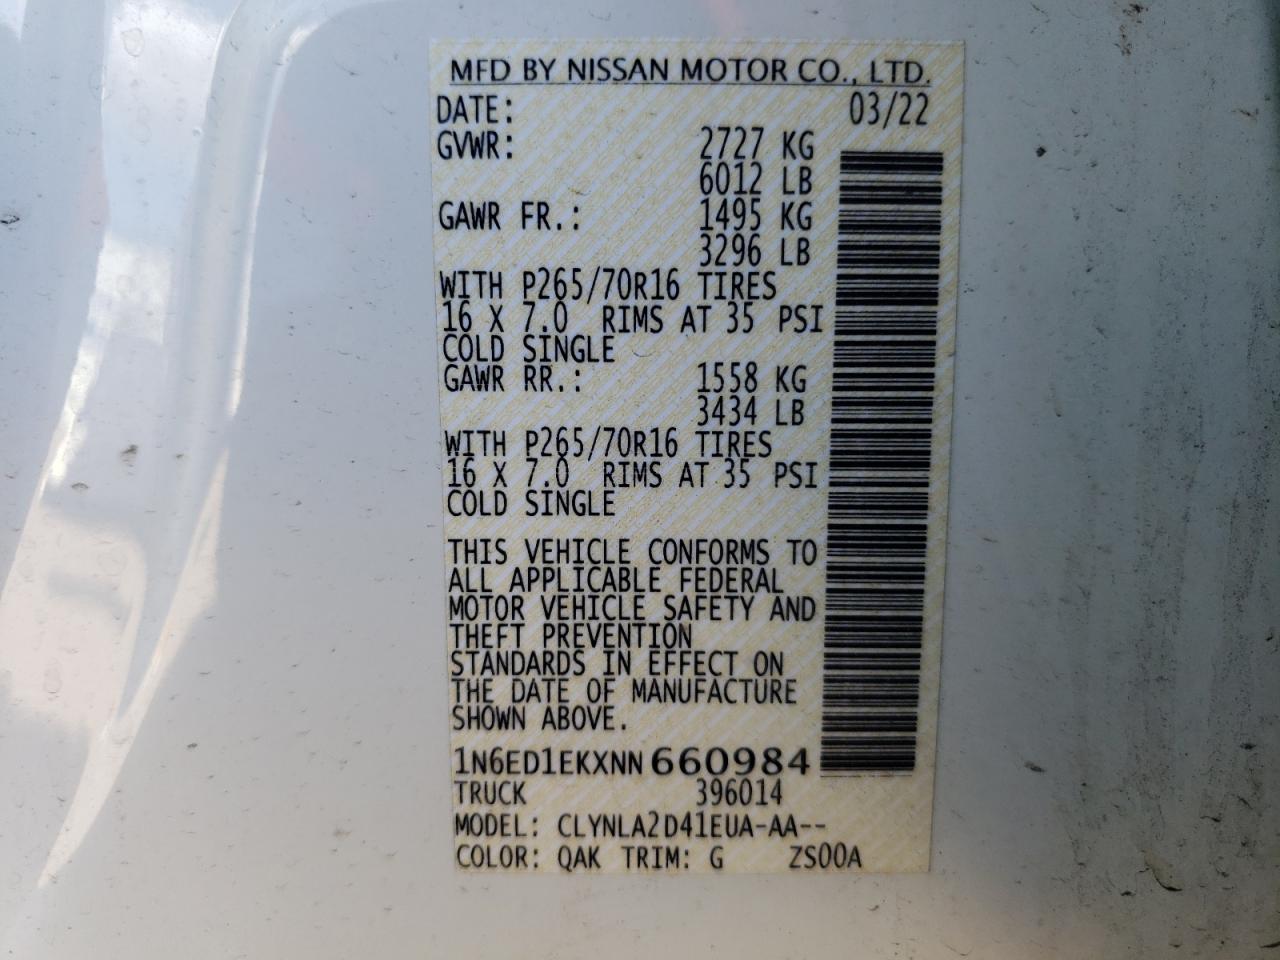 MFD BY NISSAN MOTOR CO., LTD.
DATE: 03/22
GVWR: 2727 KG
6012 LB
GAWR FR.: 1495 KG
3296 LB
WITH P265/70R16 TIRES
16 X 7.0 RIMS AT 35 PSI
COLD SINGLE
GAWR RR.: 1558 KG
3434 LB
WITH P265/70R16 TIRES
16 X 7.0 RIMS AT 35 PSI
COLD SINGLE
THIS VEHICLE CONFORMS TO
ALL APPLICABLE FEDERAL
MOTOR VEHICLE SAFETY AND
THEFT PREVENTION
STANDARDS IN EFFECT ON
THE DATE OF MANUFACTURE
SHOWN ABOVE.
1N6ED1EKXNN660984
TRUCK 396014
MODEL: CLYNLA2D41EUA-AA--
COLOR: QAK TRIM: G ZS00A